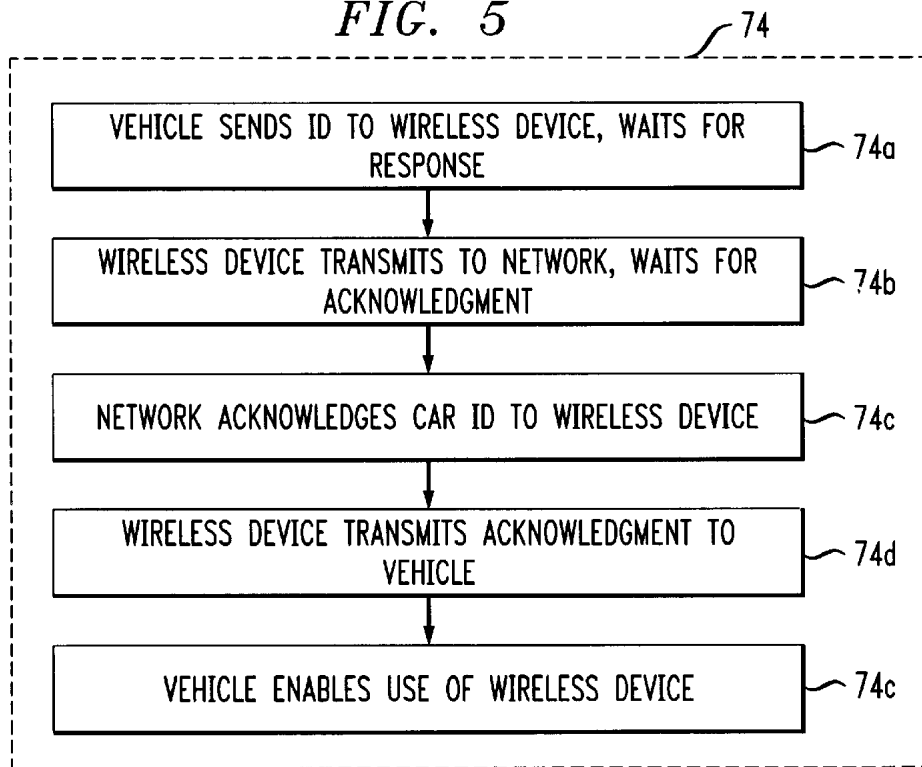 FIG. 5
74
VEHICLE SENDS ID TO WIRELESS DEVICE, WAITS FOR
RESPONSE
74a
WIRELESS DEVICE TRANSMITS TO NETWORK, WAITS FOR
ACKNOWLEDGMENT
74b
NETWORK ACKNOWLEDGES CAR ID TO WIRELESS DEVICE
74c
WIRELESS DEVICE TRANSMITS ACKNOWLEDGMENT TO
VEHICLE
74d
VEHICLE ENABLES USE OF WIRELESS DEVICE
74c